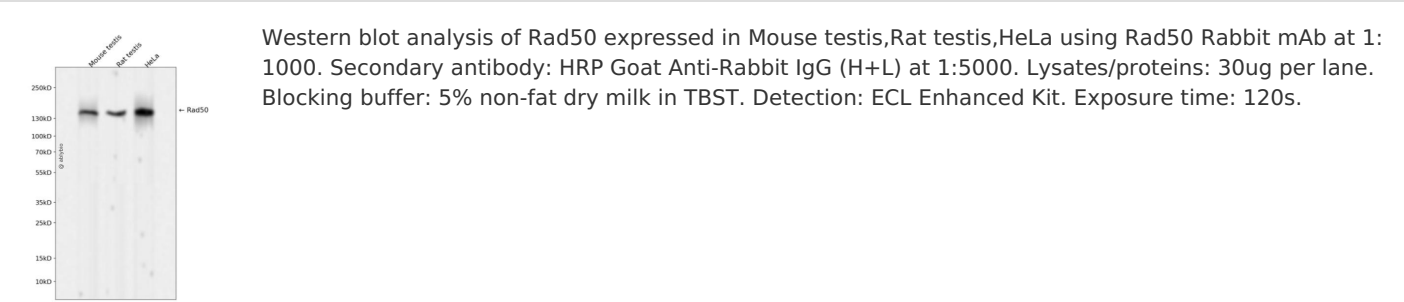 Mouse testis
Rat testis
HeLa
250kD
130kD
100kD
70kD
55kD
35kD
25kD
15kD
10kD
← Rad50
Western blot analysis of Rad50 expressed in Mouse testis,Rat testis,HeLa using Rad50 Rabbit mAb at 1:
1000. Secondary antibody: HRP Goat Anti-Rabbit IgG (H+L) at 1:5000. Lysates/proteins: 30ug per lane.
Blocking buffer: 5% non-fat dry milk in TBST. Detection: ECL Enhanced Kit. Exposure time: 120s.